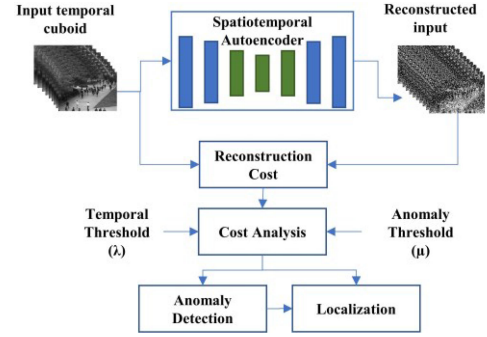 Input temporal
cuboid
Spatiotemporal
Autoencoder
Reconstructed
input
Reconstruction
Cost
Temporal
Threshold
(λ)
Cost Analysis
Anomaly
Threshold
(μ)
Anomaly
Detection
Localization